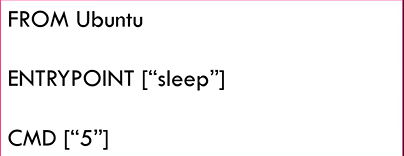 FROM Ubuntu
ENTRYPOINT [“sleep”]
CMD [“5”]